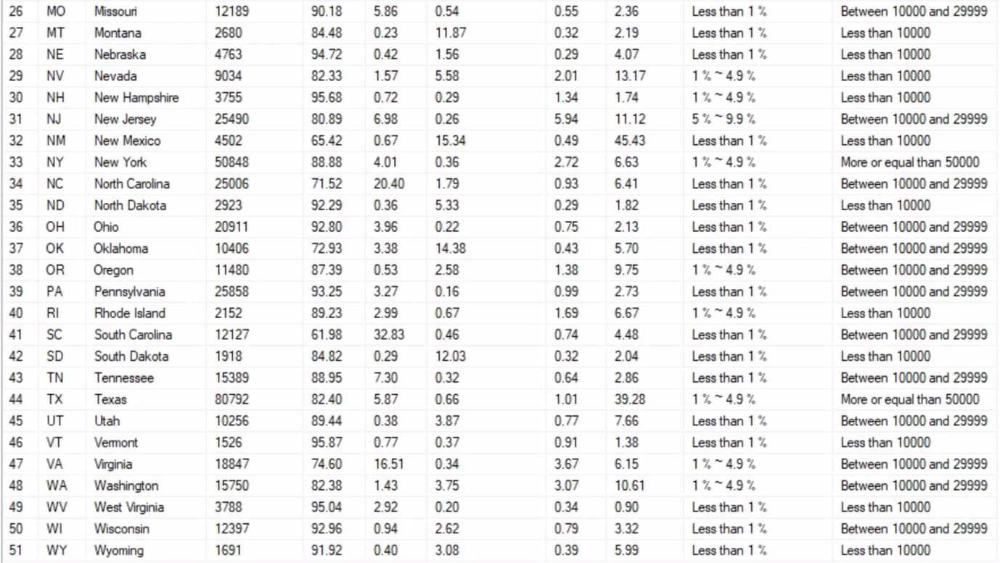 26 MO Missouri 12189 90.18 5.86 0.54 0.55 2.36 Less than 1 % Between 10000 and 29999
27 MT Montana 2680 84.48 0.23 11.87 0.32 2.19 Less than 1 % Less than 10000
28 NE Nebraska 4763 94.72 0.42 1.56 0.29 4.07 Less than 1 % Less than 10000
29 NV Nevada 9034 82.33 1.57 5.58 2.01 13.17 1 % ~ 4.9 % Less than 10000
30 NH New Hampshire 3755 95.68 0.72 0.29 1.34 1.74 1 % ~ 4.9 % Less than 10000
31 NJ New Jersey 25490 80.89 6.98 0.26 5.94 11.12 5 % ~ 9.9 % Between 10000 and 29999
32 NM New Mexico 4502 65.42 0.67 15.34 0.49 45.43 Less than 1 % Less than 10000
33 NY New York 50848 88.88 4.01 0.36 2.72 6.63 1 % ~ 4.9 % More or equal than 50000
34 NC North Carolina 25006 71.52 20.40 1.79 0.93 6.41 Less than 1 % Between 10000 and 29999
35 ND North Dakota 2923 92.29 0.36 5.33 0.29 1.82 Less than 1 % Less than 10000
36 OH Ohio 20911 92.80 3.96 0.22 0.75 2.13 Less than 1 % Between 10000 and 29999
37 OK Oklahoma 10406 72.93 3.38 14.38 0.43 5.70 Less than 1 % Between 10000 and 29999
38 OR Oregon 11480 87.39 0.53 2.58 1.38 9.75 1 % ~ 4.9 % Between 10000 and 29999
39 PA Pennsylvania 25858 93.25 3.27 0.16 0.99 2.73 Less than 1 % Between 10000 and 29999
40 RI Rhode Island 2152 89.23 2.99 0.67 1.69 6.67 1 % ~ 4.9 % Less than 10000
41 SC South Carolina 12127 61.98 32.83 0.46 0.74 4.48 Less than 1 % Between 10000 and 29999
42 SD South Dakota 1918 84.82 0.29 12.03 0.32 2.04 Less than 1 % Less than 10000
43 TN Tennessee 15389 88.95 7.30 0.32 0.64 2.86 Less than 1 % Between 10000 and 29999
44 TX Texas 80792 82.40 5.87 0.66 1.01 39.28 1 % ~ 4.9 % More or equal than 50000
45 UT Utah 10256 89.44 0.38 3.87 0.77 7.66 Less than 1 % Between 10000 and 29999
46 VT Vermont 1526 95.87 0.77 0.37 0.91 1.38 Less than 1 % Less than 10000
47 VA Virginia 18847 74.60 16.51 0.34 3.67 6.15 1 % ~ 4.9 % Between 10000 and 29999
48 WA Washington 15750 82.38 1.43 3.75 3.07 10.61 1 % ~ 4.9 % Between 10000 and 29999
49 WV West Virginia 3788 95.04 2.92 0.20 0.34 0.90 Less than 1 % Less than 10000
50 WI Wisconsin 12397 92.96 0.94 2.62 0.79 3.32 Less than 1 % Between 10000 and 29999
51 WY Wyoming 1691 91.92 0.40 3.08 0.39 5.99 Less than 1 % Less than 10000